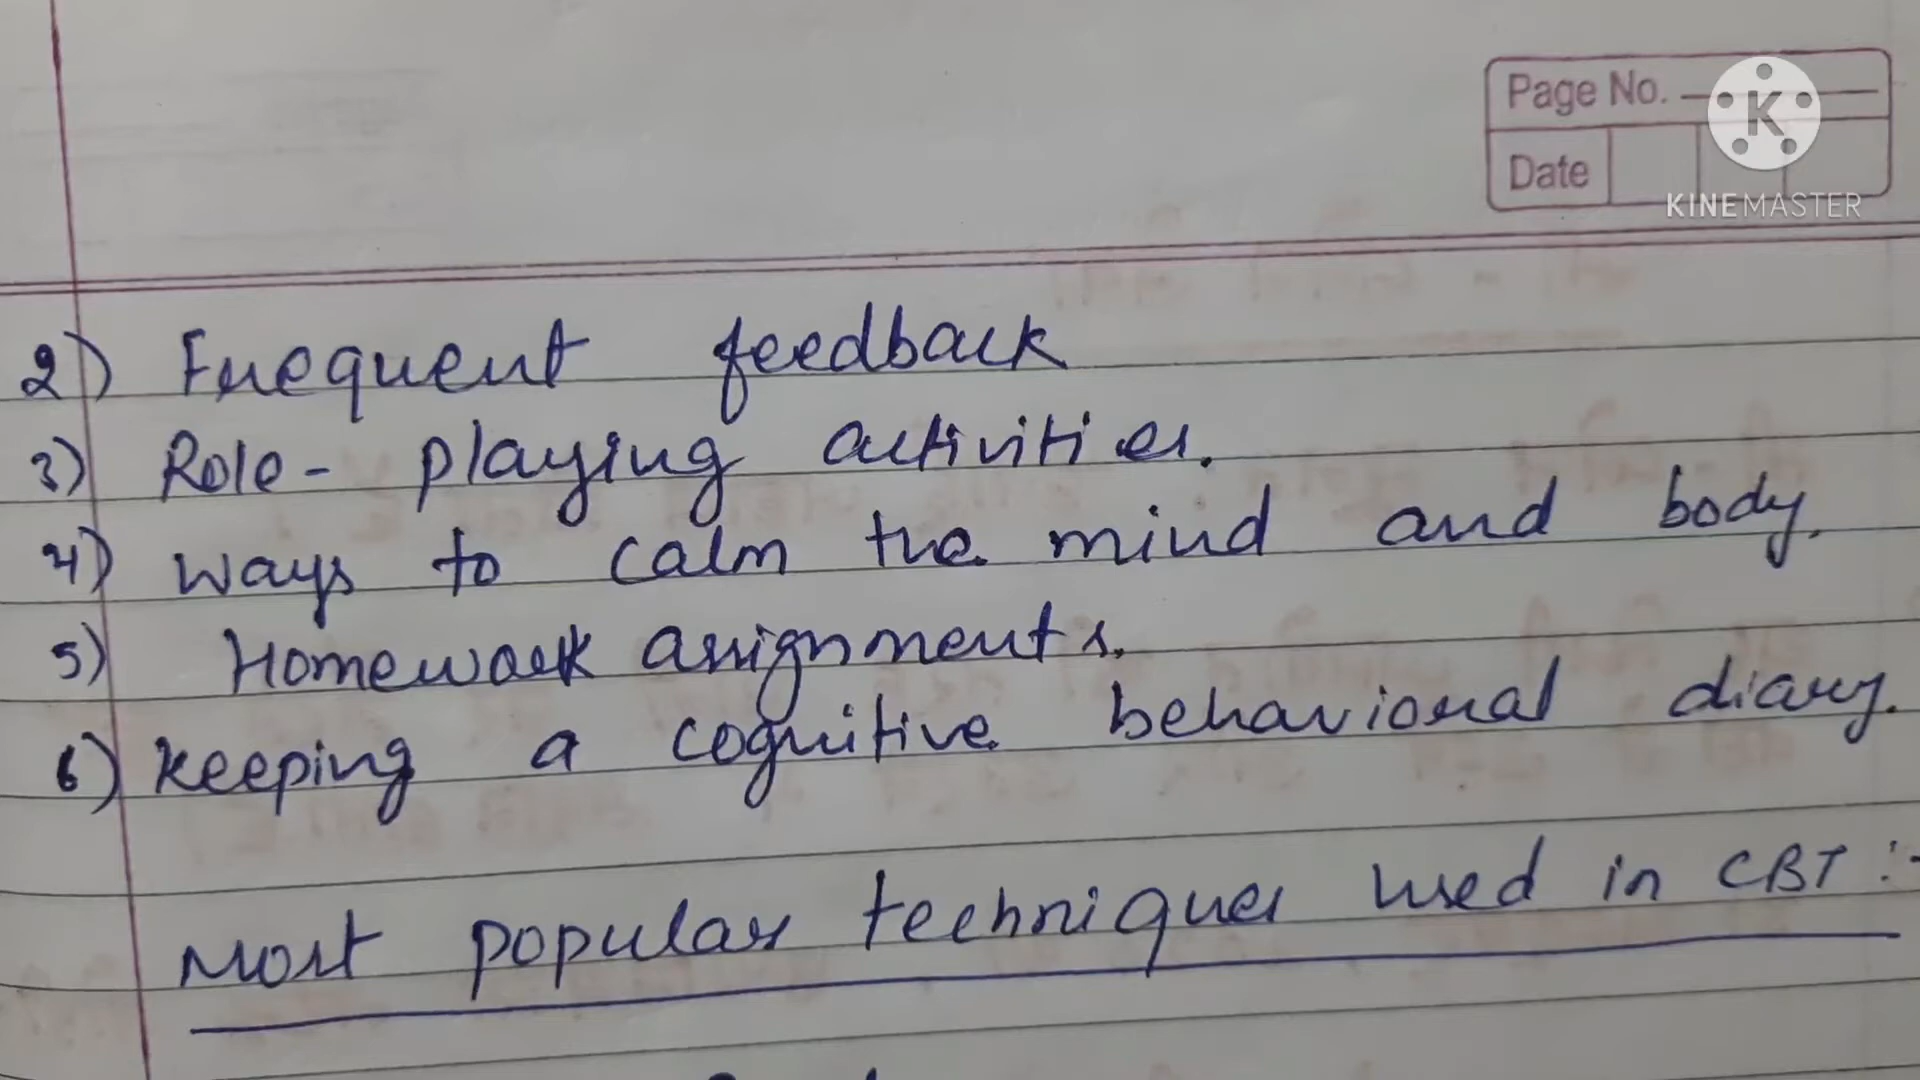 Page No.
Date
K
KINEMASTER
2) Frequent feedback
3) Role - playing activities.
4) ways to calm the mind and body.
5) Homework assignments.
6) keeping a cognitive behavioral diary.
Most popular techniques used in CBT :-